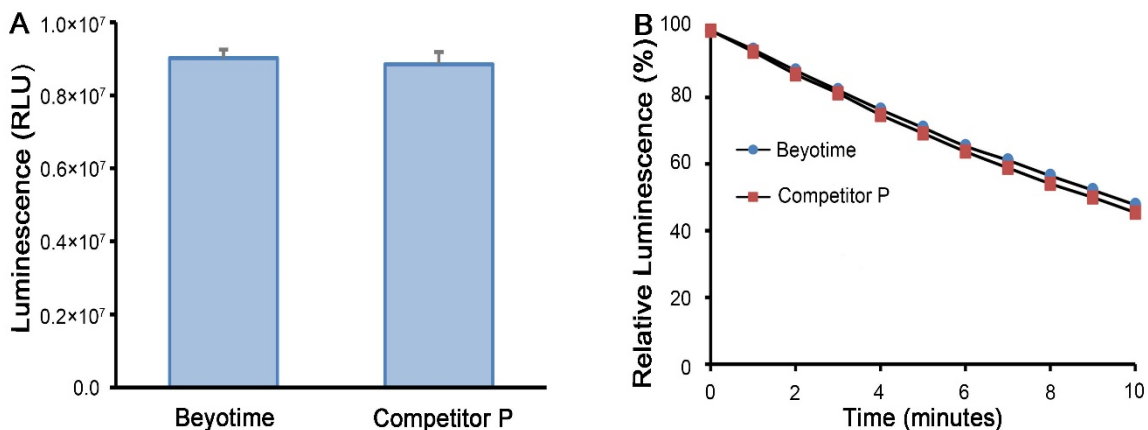 A
Luminescence (RLU)
1.0×10⁷
0.8×10⁷
0.6×10⁷
0.4×10⁷
0.2×10⁷
0.0
Beyotime
Competitor P
B
Relative Luminescence (%)
100
80
60
40
20
0
Beyotime
Competitor P
0
2
4
6
8
10
Time (minutes)